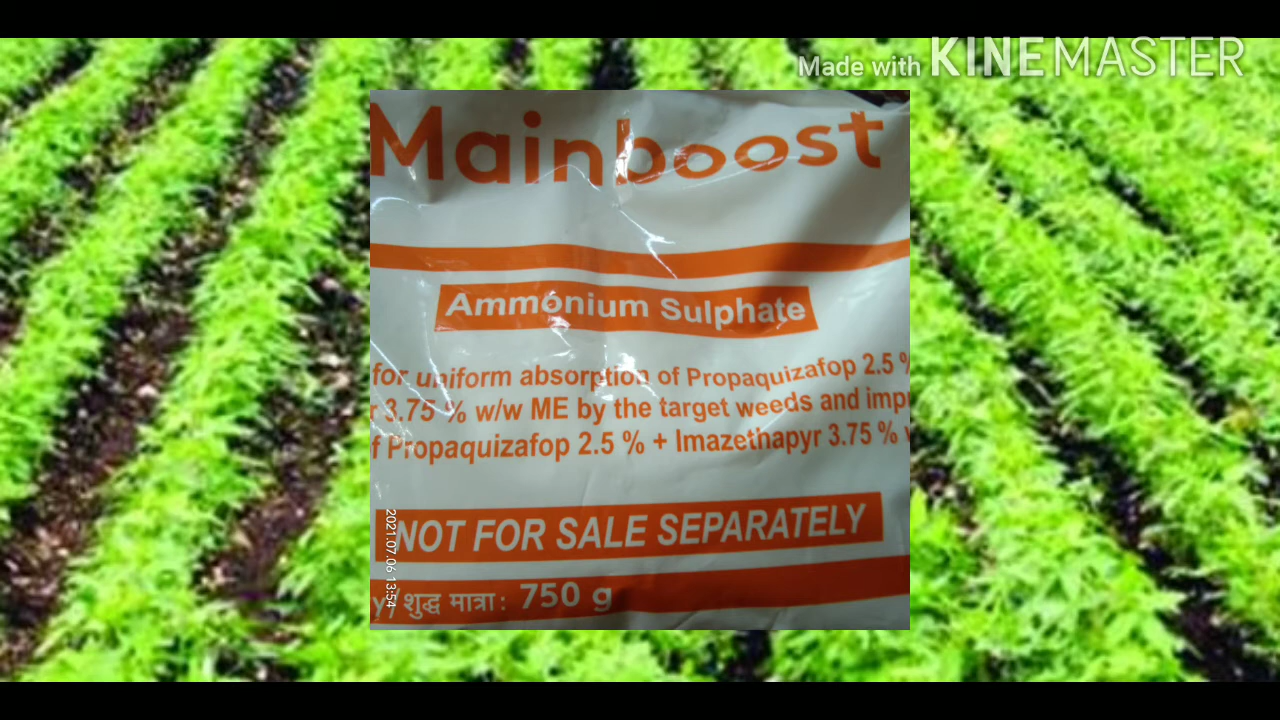 Made with KINEMASTER
Mainboost
Ammonium Sulphate
for uniform absorption of Propaquizafop 2.5 %
r 3.75 % w/w ME by the target weeds and impr
f Propaquizafop 2.5 % + Imazethapyr 3.75 %
NOT FOR SALE SEPARATELY
y/शुद्ध मात्रा: 750 g
2021.07.06 13:54